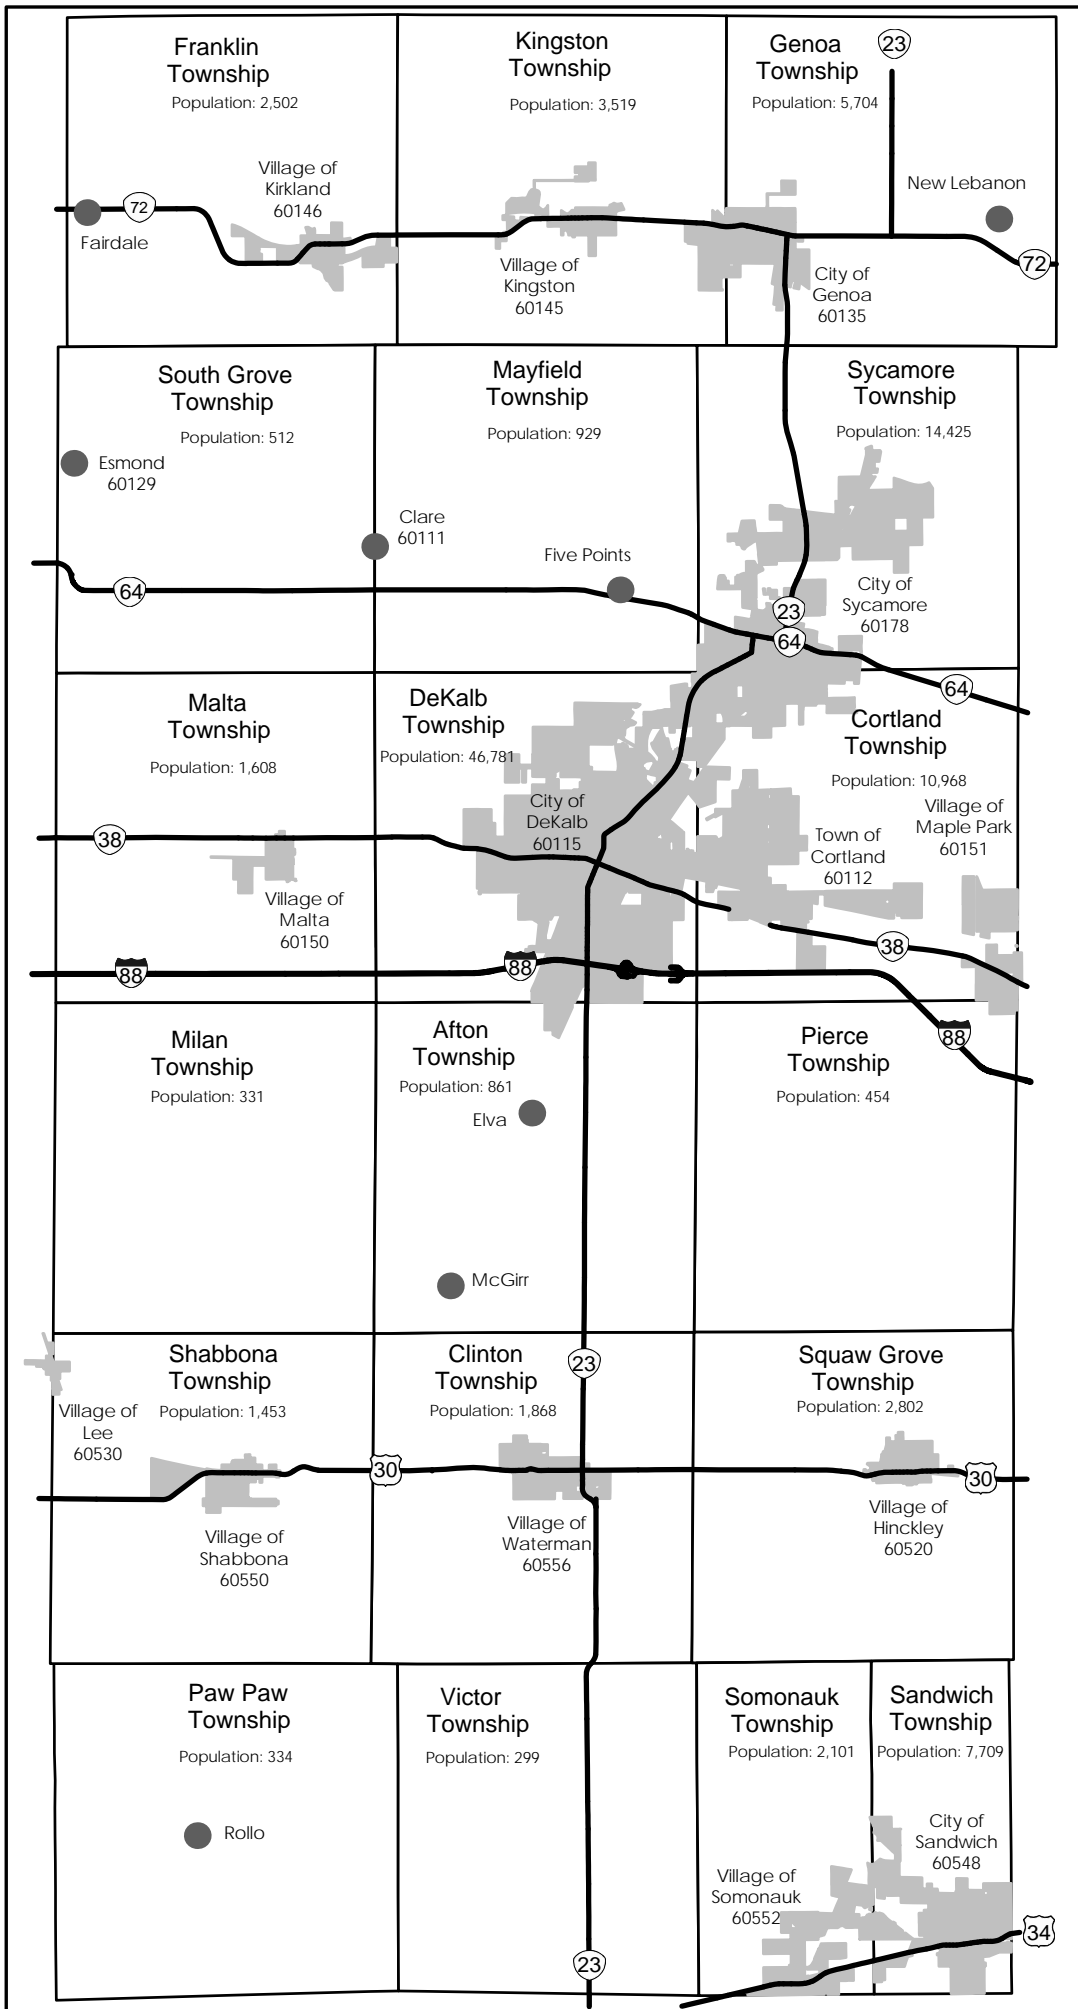 Franklin
Township
Population: 2,502
Kingston
Township
Population: 3,519
Genoa
Township
Population: 5,704
23
Village of
Kirkland
60146
72
Fairdale
Village of
Kingston
60145
City of
Genoa
60135
New Lebanon
72
South Grove
Township
Population: 512
Esmond
60129
Mayfield
Township
Population: 929
Clare
60111
Five Points
Sycamore
Township
Population: 14,425
City of
Sycamore
60178
64
23
64
64
Malta
Township
Population: 1,608
38
Village of
Malta
60150
DeKalb
Township
Population: 46,781
City of
DeKalb
60115
Cortland
Township
Population: 10,968
Town of
Cortland
60112
Village of
Maple Park
60151
38
88
88
88
Milan
Township
Population: 331
Afton
Township
Population: 861
Elva
McGirr
Pierce
Township
Population: 454
Shabbona
Township
Population: 1,453
Village of
Lee
60530
Village of
Shabbona
60550
Clinton
Township
Population: 1,868
23
30
Village of
Waterman
60556
Squaw Grove
Township
Population: 2,802
30
Village of
Hinckley
60520
Paw Paw
Township
Population: 334
Rollo
Victor
Township
Population: 299
23
Somonauk
Township
Population: 2,101
Village of
Somonauk
60552
Sandwich
Township
Population: 7,709
City of
Sandwich
60548
34